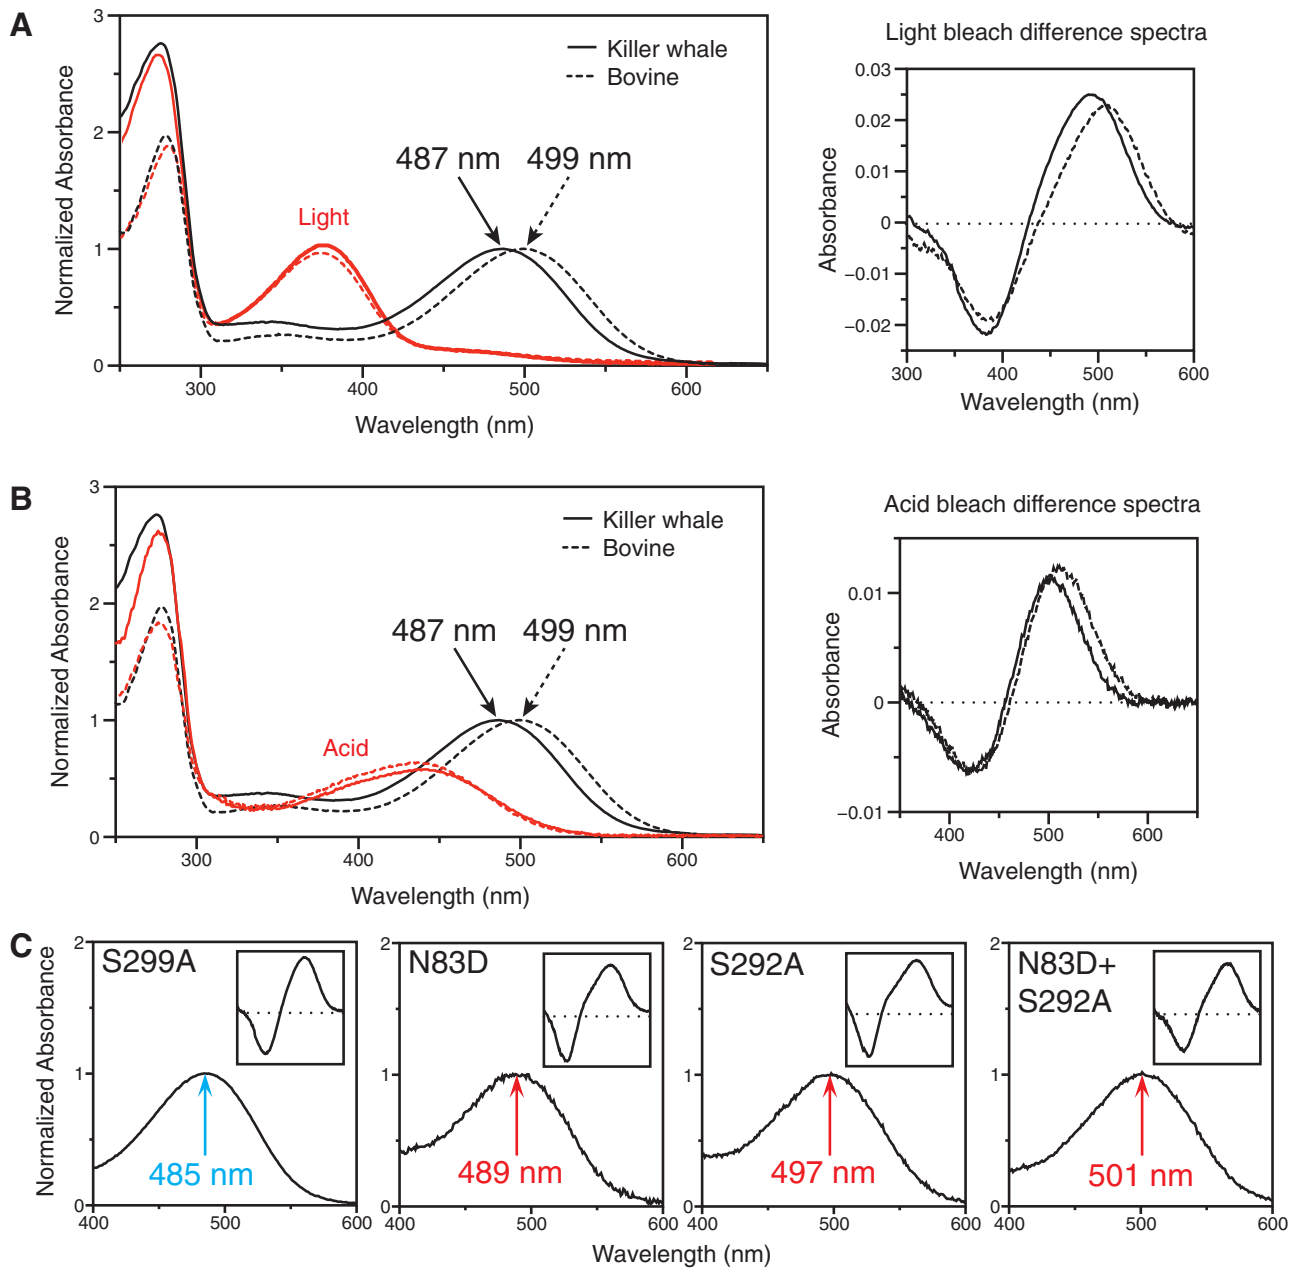 A
3
2
1
0
300
400
500
600
Normalized Absorbance
Wavelength (nm)
Killer whale
Bovine
487 nm
499 nm
Light
Light bleach difference spectra
0.03
0.02
0.01
0
−0.01
−0.02
300
400
500
600
Absorbance
Wavelength (nm)
B
3
2
1
0
300
400
500
600
Normalized Absorbance
Wavelength (nm)
Killer whale
Bovine
487 nm
499 nm
Acid
Acid bleach difference spectra
0.01
0
−0.01
400
500
600
Absorbance
Wavelength (nm)
C
Normalized Absorbance
2
1
0
400
500
600
S299A
485 nm
2
1
0
400
500
600
N83D
489 nm
2
1
0
400
500
600
S292A
497 nm
2
1
0
400
500
600
N83D+
S292A
501 nm
Wavelength (nm)